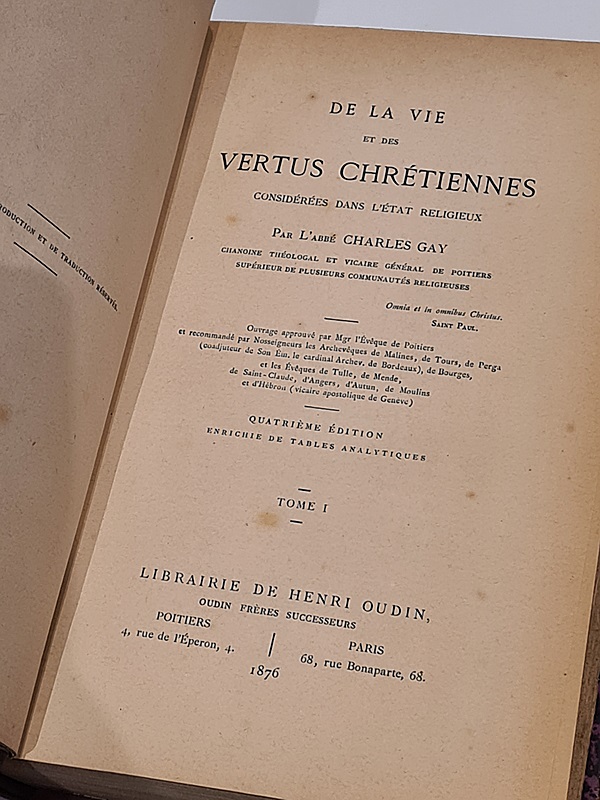 RODUCTION ET DE TRADUCTION RÉSERVÉS.
DE LA VIE
ET DES
VERTUS CHRÉTIENNES
CONSIDÉRÉES DANS L'ÉTAT RELIGIEUX
PAR L'ABBÉ CHARLES GAY
CHANOINE THÉOLOGAL ET VICAIRE GÉNÉRAL DE POITIERS
SUPÉRIEUR DE PLUSIEURS COMMUNAUTÉS RELIGIEUSES
Omnia et in omnibus Christus.
SAINT PAUL.
Ouvrage approuvé par Mgr l'Évêque de Poitiers
et recommandé par Nosseigneurs les Archevêques de Malines, de Tours, de Perga
(coadjuteur de Son Ém. le cardinal Archev. de Bordeaux), de Bourges,
et les Évêques de Tulle, de Mende,
de Saint-Claude, d'Angers, d'Autun, de Moulins
et d'Hébron (vicaire apostolique de Genève)
QUATRIÈME ÉDITION
ENRICHIE DE TABLES ANALYTIQUES
TOME I
LIBRAIRIE DE HENRI OUDIN,
OUDIN FRÈRES SUCCESSEURS
POITIERS
4, rue de l'Éperon, 4.
PARIS
68, rue Bonaparte, 68.
1876